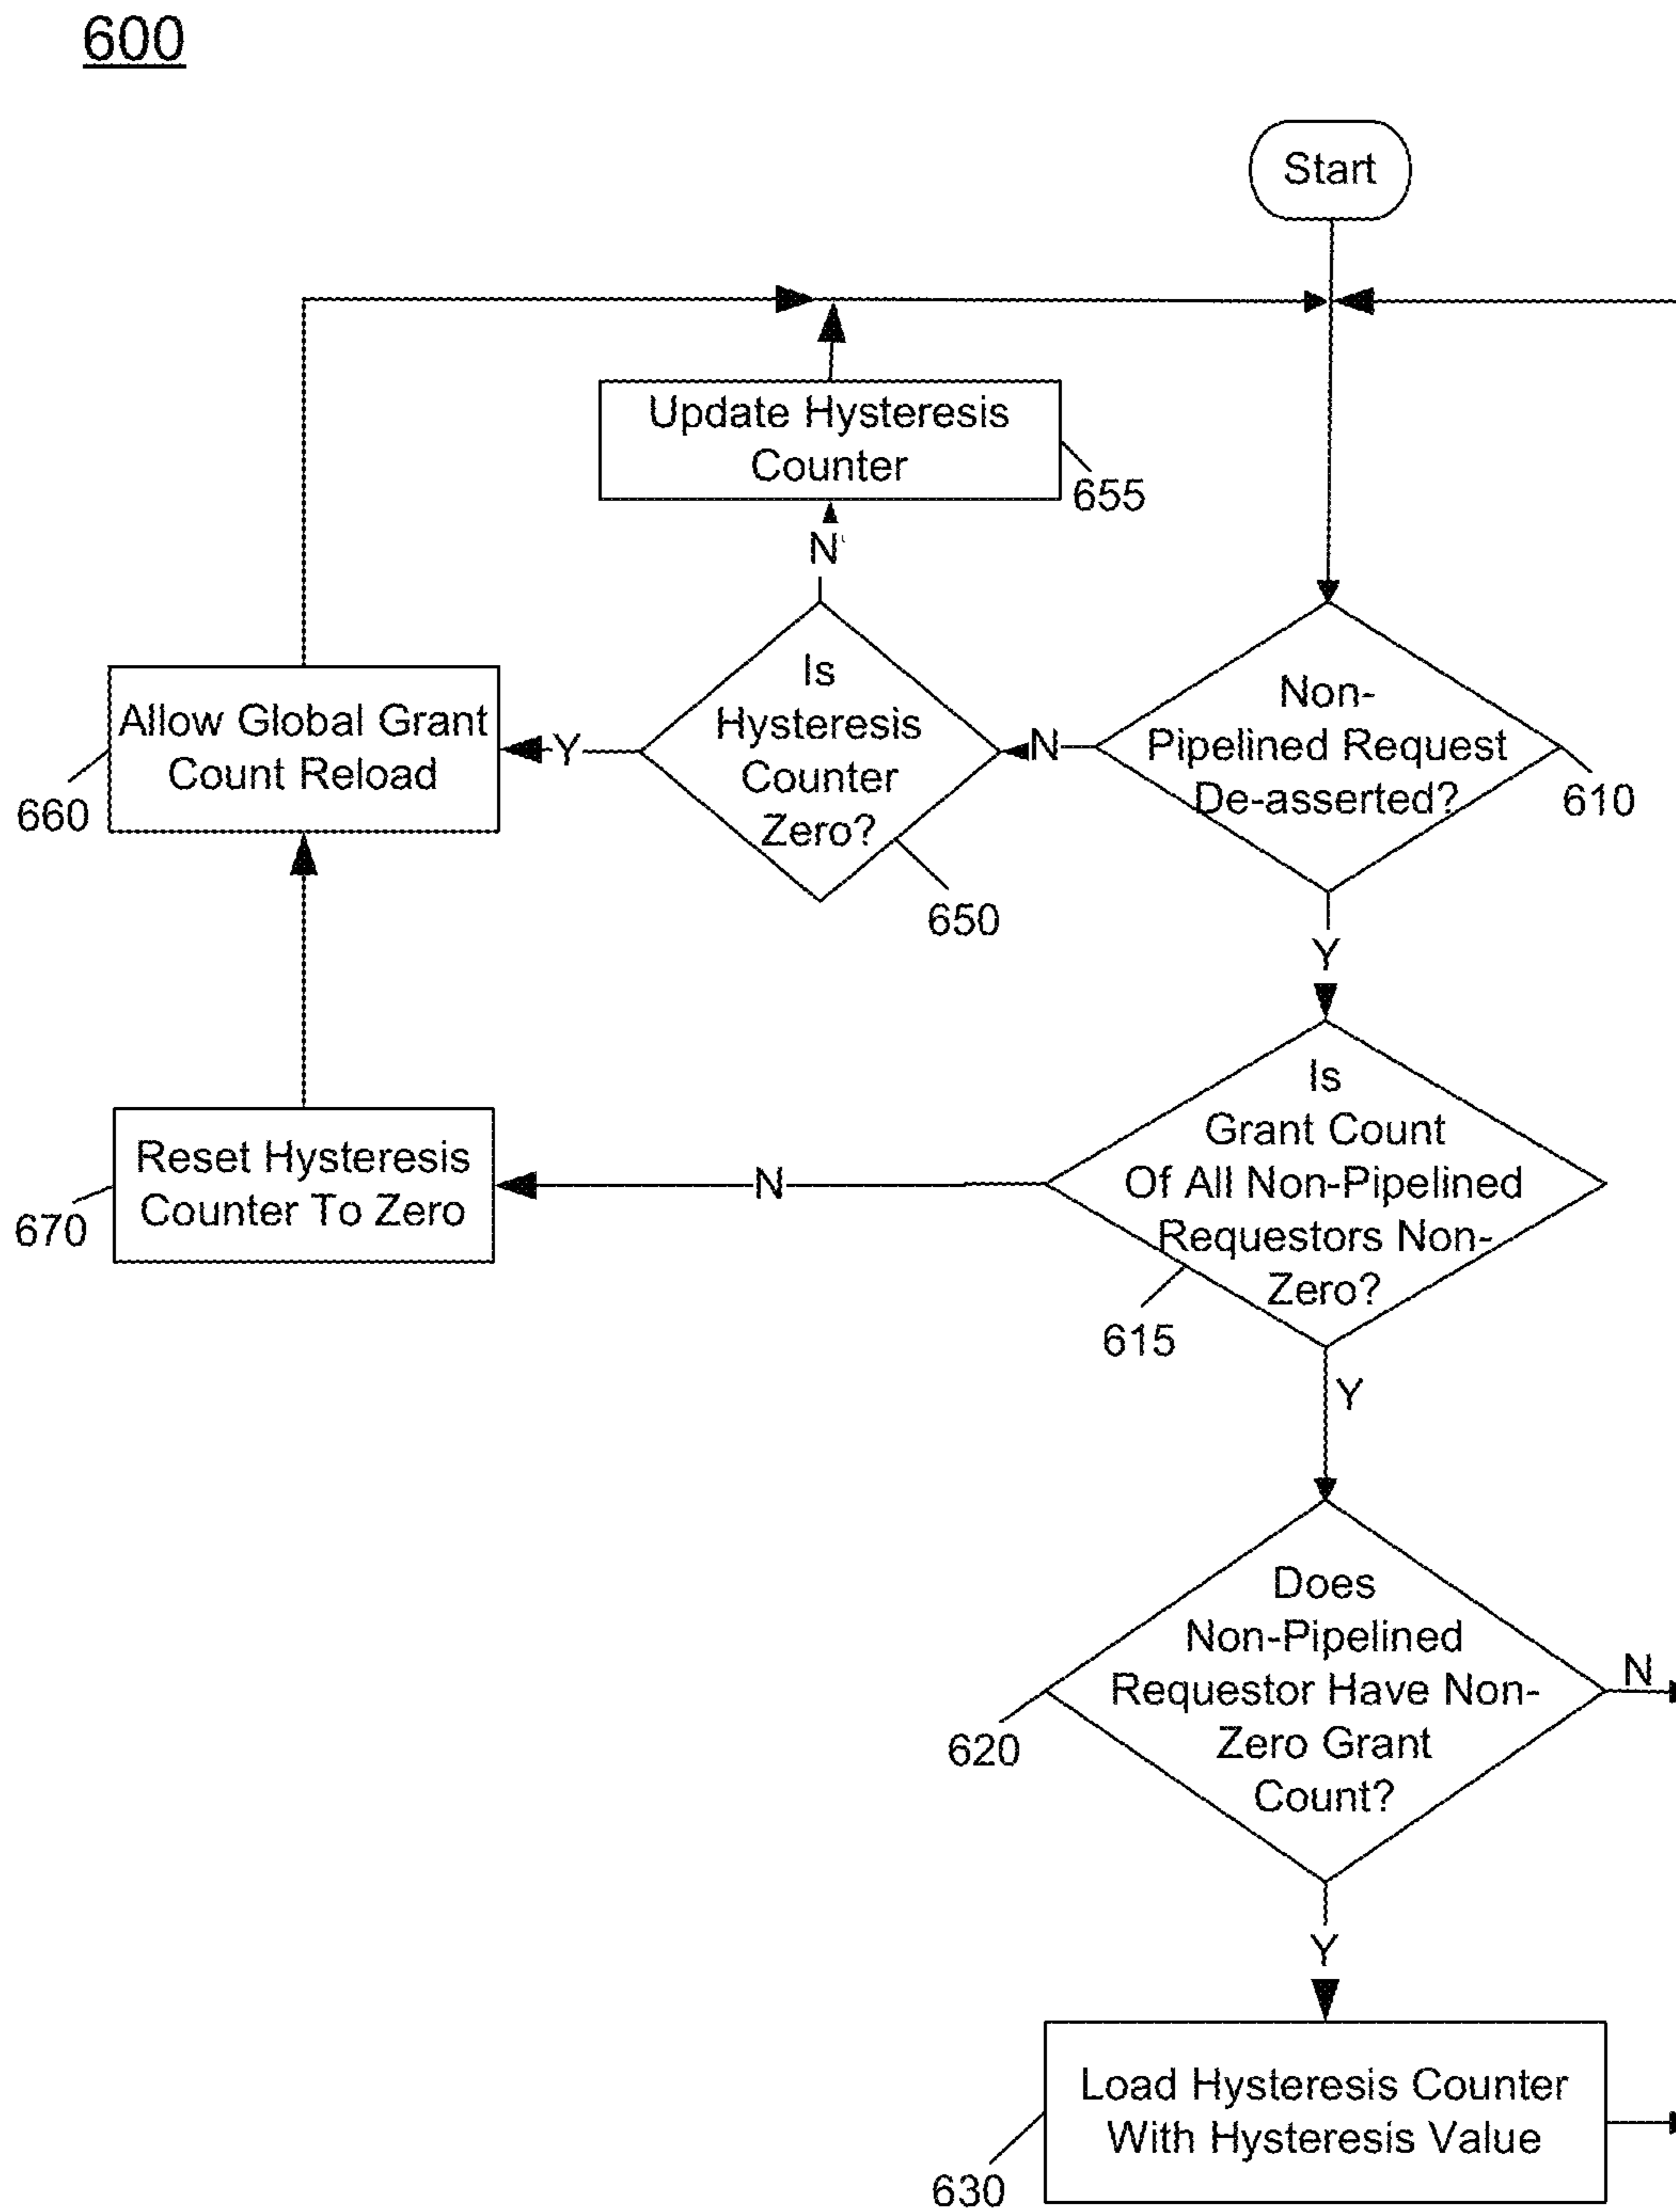 600
Start
Update Hysteresis
Counter
655
N
Is
Hysteresis
Counter
Zero?
650
Y
Allow Global Grant
Count Reload
660
N
Non-
Pipelined Request
De-asserted?
610
Y
Is
Grant Count
Of All Non-Pipelined
Requestors Non-
Zero?
615
N
Reset Hysteresis
Counter To Zero
670
Y
Does
Non-Pipelined
Requestor Have Non-
Zero Grant
Count?
620
N
Y
Load Hysteresis Counter
With Hysteresis Value
630